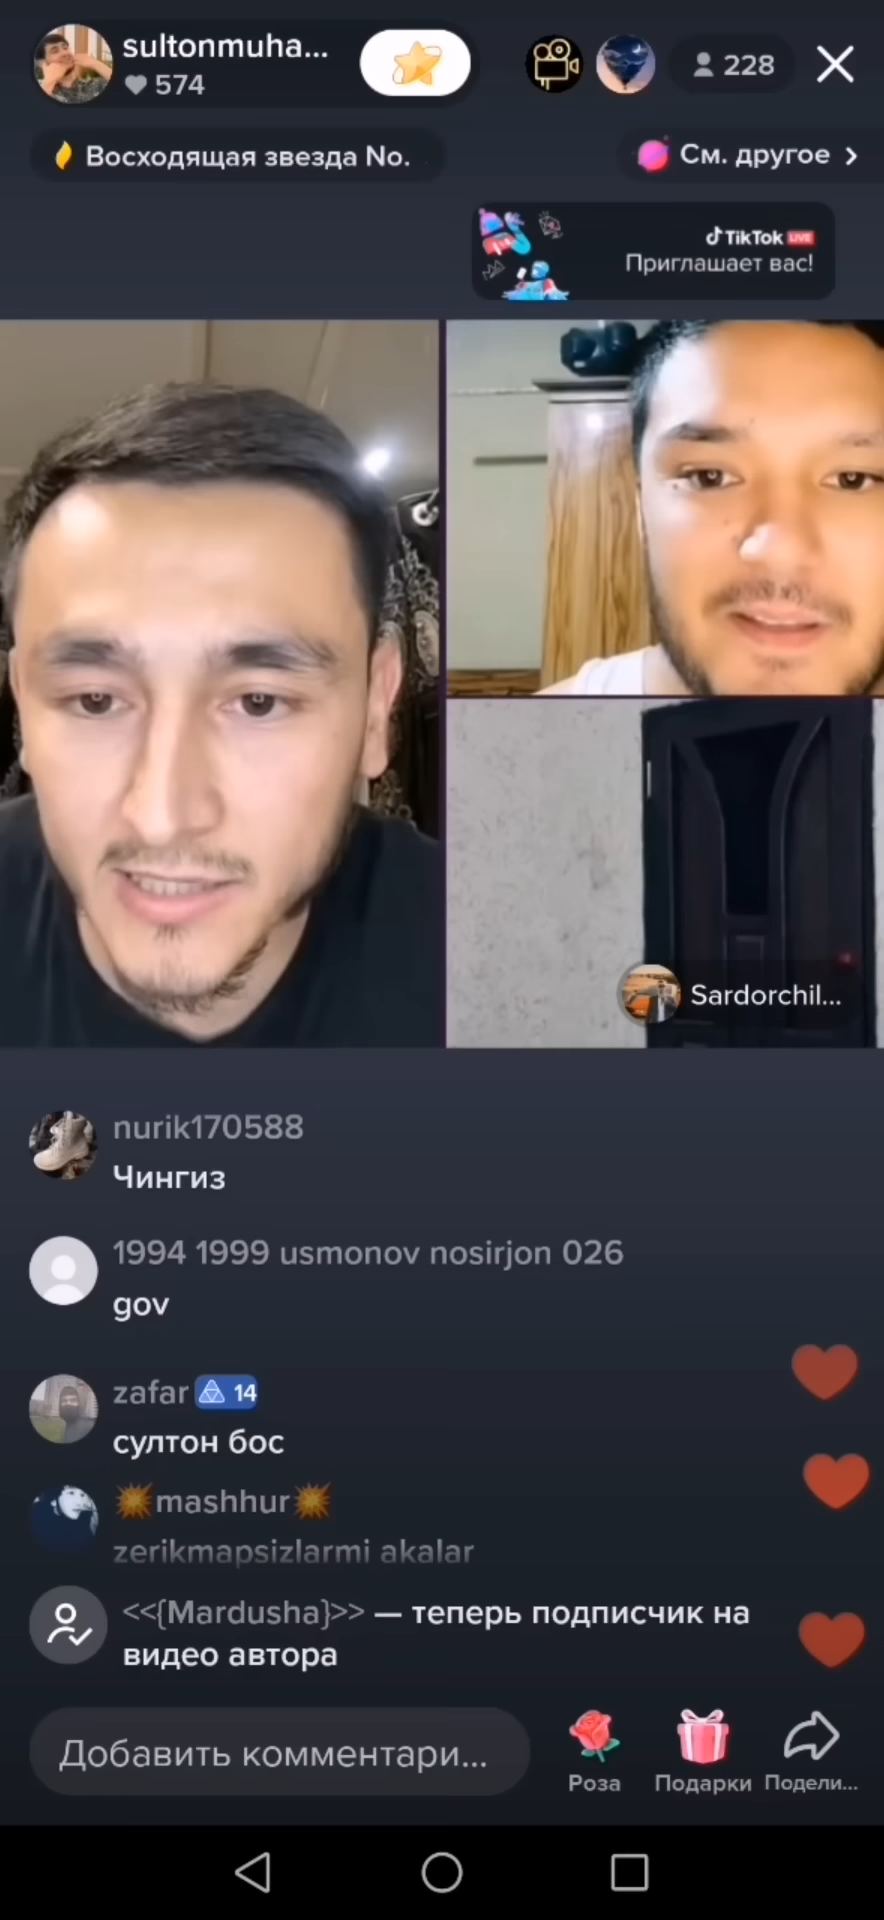 sultonmuha...
574
228
Восходящая звезда No.
См. другое
TikTok LIVE
Приглашает вас!
Sardorchil...
nurik170588
Чингиз
1994 1999 usmonov nosirjon 026
gov
zafar 14
султон бос
mashhur
zerikmapsizlarmi akalar
<<{Mardusha}>> — теперь подписчик на
видео автора
Добавить комментари...
Роза
Подарки
Подели...